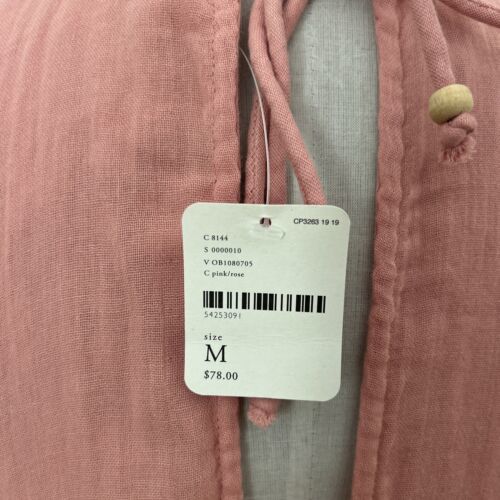 CP3263 19 19
C 8144
S 0000010
V OB1080705
C pink/rose
54253091
size
M
$78.00